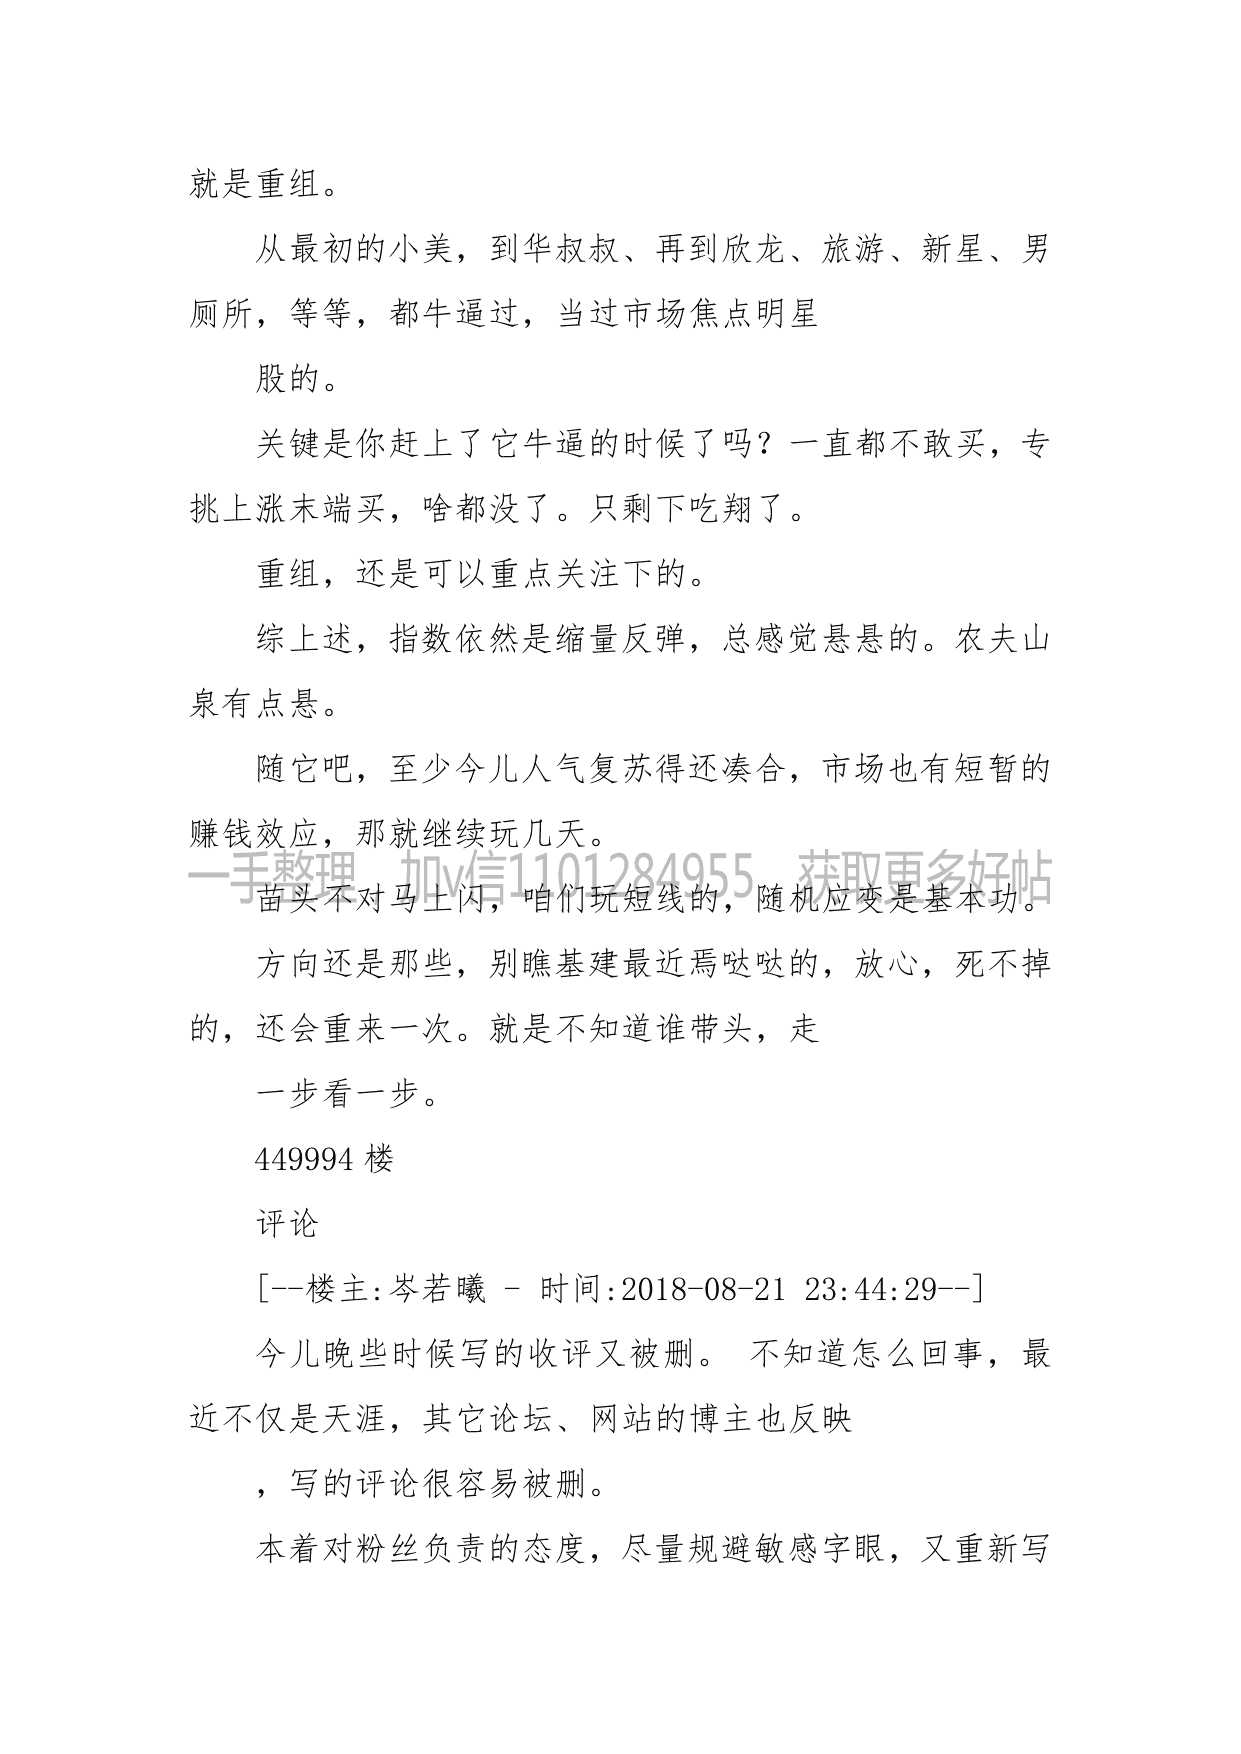 就是重组。
从最初的小美，到华叔叔、再到欣龙、旅游、新星、男
厕所，等等，都牛逼过，当过市场焦点明星
股的。
关键是你赶上了它牛逼的时候了吗？一直都不敢买，专
挑上涨末端买，啥都没了。只剩下吃翔了。
重组，还是可以重点关注下的。
综上述，指数依然是缩量反弹，总感觉悬悬的。农夫山
泉有点悬。
随它吧，至少今儿人气复苏得还凑合，市场也有短暂的
赚钱效应，那就继续玩几天。
一手整理 加v信1101284955 获取更多好帖
苗头不对马上闪，咱们玩短线的，随机应变是基本功。
方向还是那些，别瞧基建最近焉哒哒的，放心，死不掉
的，还会重来一次。就是不知道谁带头，走
一步看一步。
449994 楼
评论
[--楼主:岑若曦 - 时间:2018-08-21 23:44:29--]
今儿晚些时候写的收评又被删。 不知道怎么回事，最
近不仅是天涯，其它论坛、网站的博主也反映
，写的评论很容易被删。
本着对粉丝负责的态度，尽量规避敏感字眼，又重新写